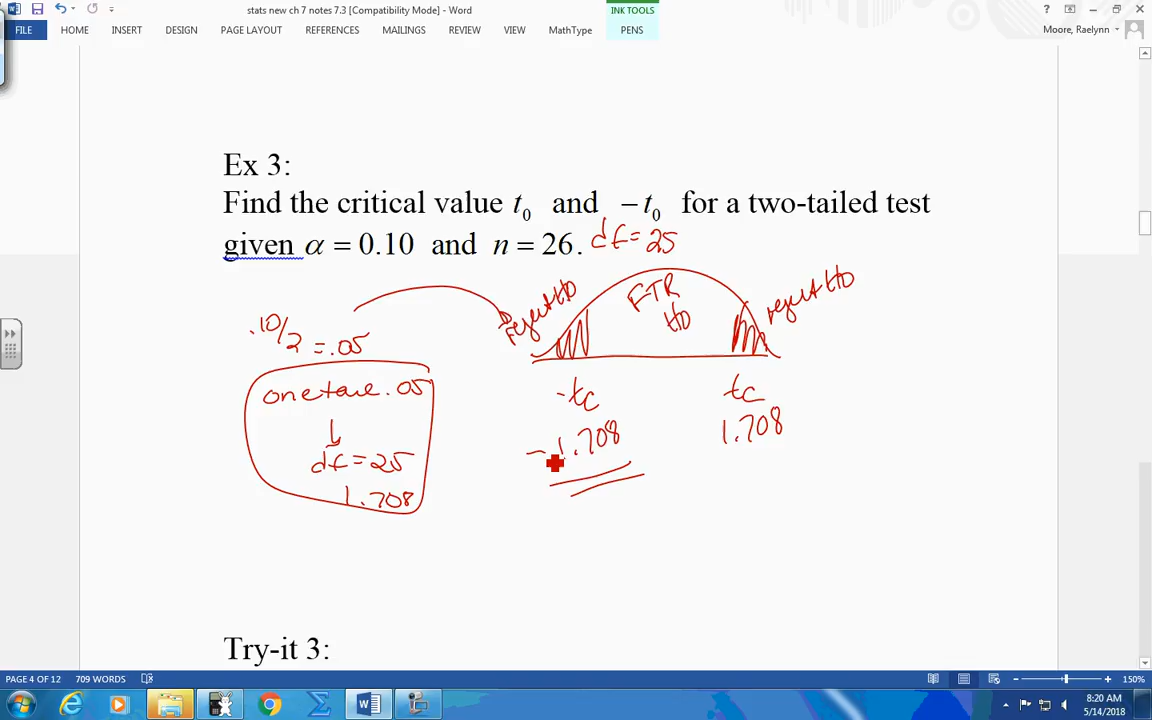 stats new ch 7 notes 7.3 [Compatibility Mode] - Word
INK TOOLS
FILE HOME INSERT DESIGN PAGE LAYOUT REFERENCES MAILINGS REVIEW VIEW MathType PENS
Moore, Raelynn
Ex 3:
Find the critical value t₀ and −t₀ for a two-tailed test
given α = 0.10 and n = 26. df = 25
reject Ho
FTR
Ho
reject Ho
.10/2 = .05
one tail .05
df = 25
1.708
-tc
-1.708
tc
1.708
Try-it 3:
PAGE 4 OF 12 709 WORDS
150%
8:20 AM
5/14/2018